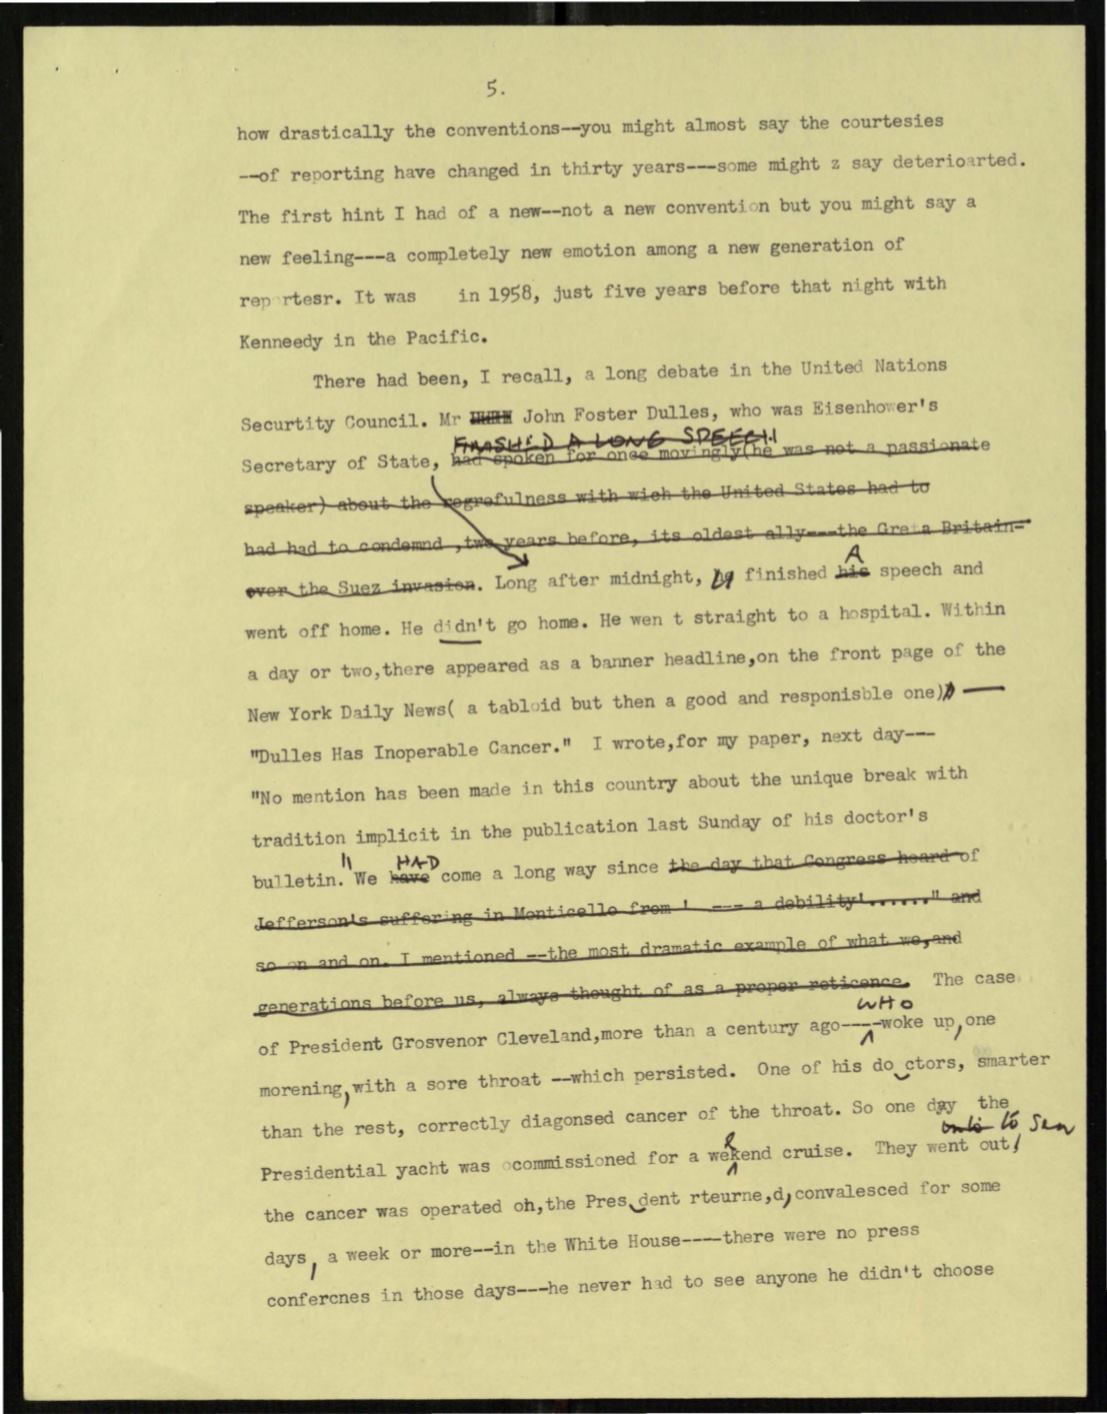 5.
how drastically the conventions--you might almost say the courtesies
--of reporting have changed in thirty years---some might z say deterioarted.
The first hint I had of a new--not a new convention but you might say a
new feeling---a completely new emotion among a new generation of
reportesr. It was in 1958, just five years before that night with
Kenneedy in the Pacific.
There had been, I recall, a long debate in the United Nations
Securtity Council. Mr John Foster Dulles, who was Eisenhower's
FINISHED A LONG SPEECH
Secretary of State, had spoken for once movingly(he was not a passionate
speaker) about the regrefulness with wich the United States had to
had had to condemnd ,two years before, its oldest ally---the Greta Britain-
A
over the Suez invasion. Long after midnight, he finished his speech and
went off home. He didn't go home. He wen t straight to a hospital. Within
a day or two,there appeared as a banner headline,on the front page of the
New York Daily News( a tabloid but then a good and responisble one) —
"Dulles Has Inoperable Cancer." I wrote,for my paper, next day---
"No mention has been made in this country about the unique break with
tradition implicit in the publication last Sunday of his doctor's
" HAD
bulletin. We have come a long way since the day that Congress heard of
Jefferson's suffering in Monticello from ' --- a debility'......" and
so on and on. I mentioned --the most dramatic example of what we,and
generations before us, always thought of as a proper reticence. The case
WHO
of President Grosvenor Cleveland,more than a century ago----woke up,one
morening,with a sore throat --which persisted. One of his do ctors, smarter
than the rest, correctly diagonsed cancer of the throat. So one day the
onto to Sea
Presidential yacht was ocommissioned for a wekend cruise. They went out,
the cancer was operated oh,the Pres dent rteurne,d,convalesced for some
days, a week or more--in the White House----there were no press
confercnes in those days---he never had to see anyone he didn't choose